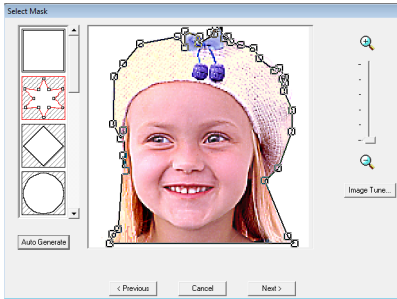 Select Mask
Image Tune...
Auto Generate
< Previous
Cancel
Next >